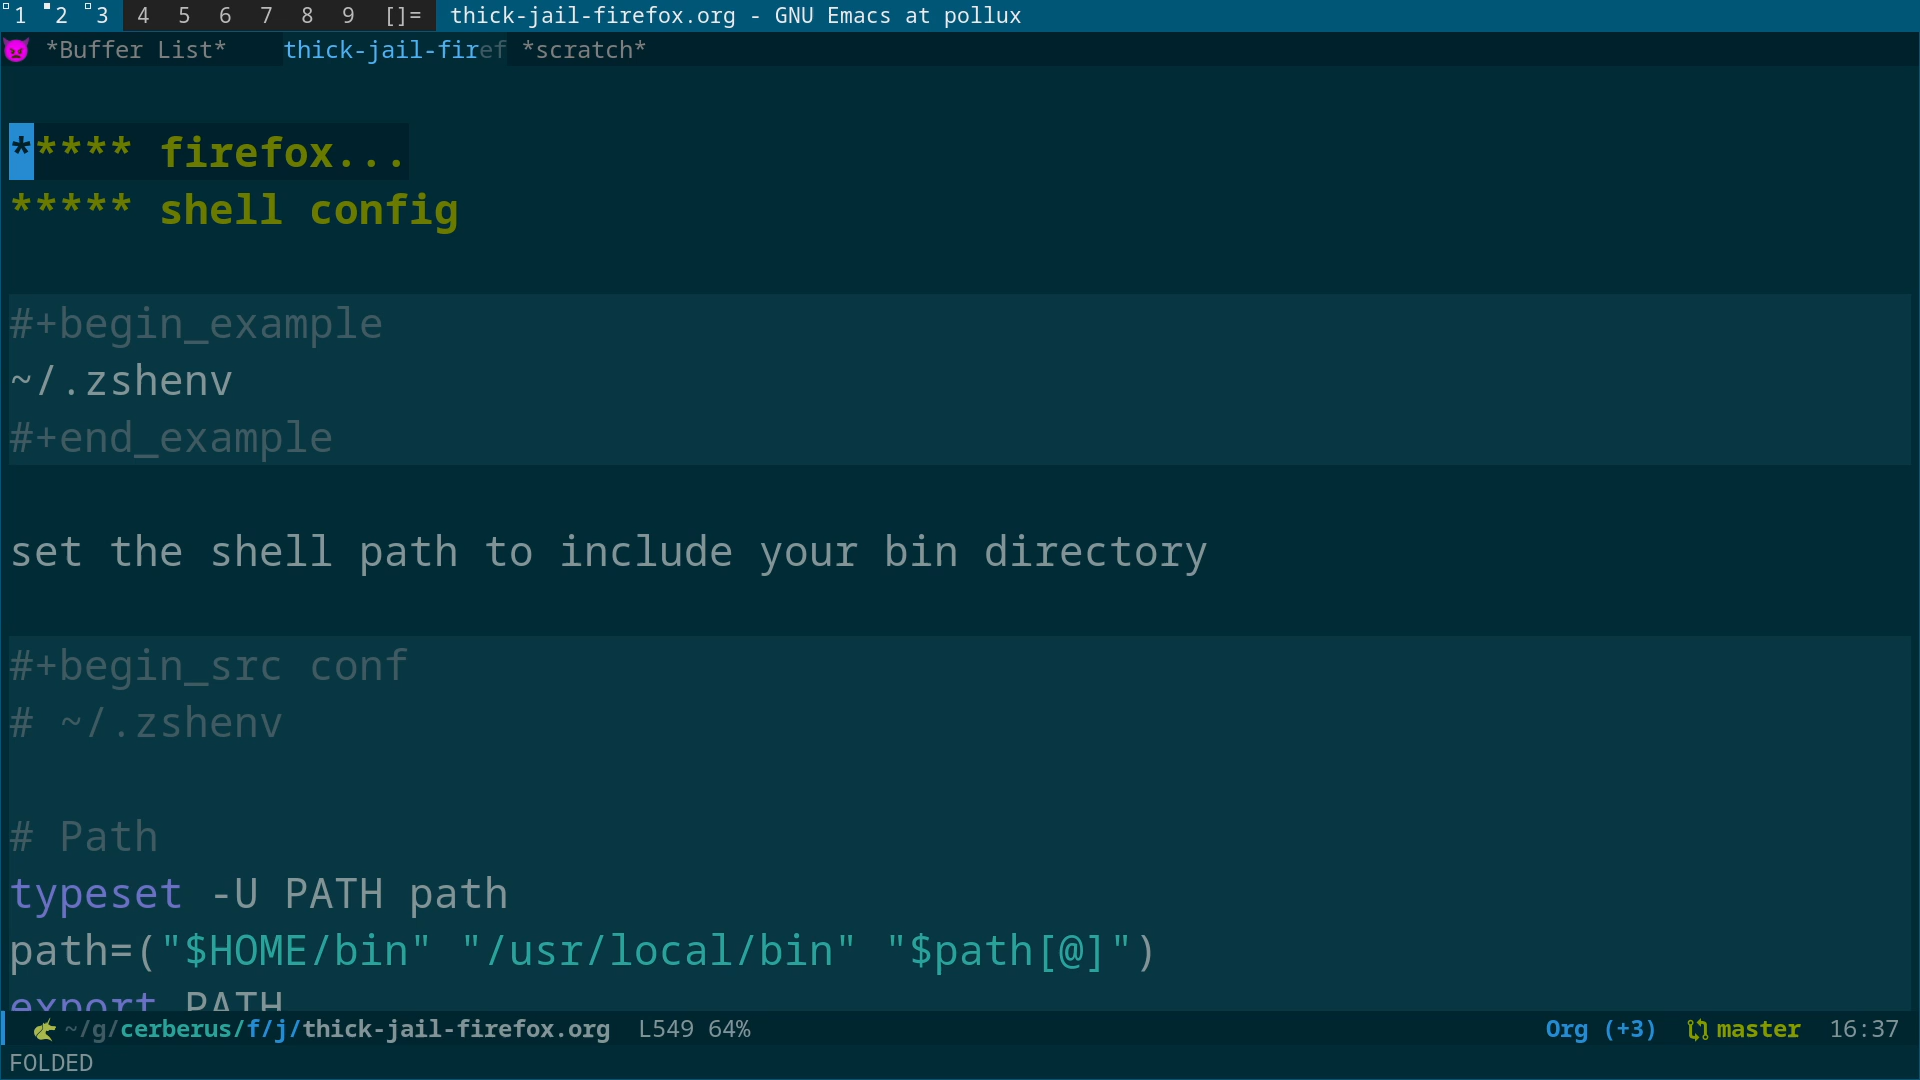 1 2 3 4 5 6 7 8 9 []= thick-jail-firefox.org - GNU Emacs at pollux
*Buffer List* thick-jail-firef *scratch*
***** firefox...
***** shell config
#+begin_example
~/.zshenv
#+end_example
set the shell path to include your bin directory
#+begin_src conf
# ~/.zshenv
# Path
typeset -U PATH path
path=("$HOME/bin" "/usr/local/bin" "$path[@]")
export PATH
~/g/cerberus/f/j/thick-jail-firefox.org L549 64% Org (+3) master 16:37
FOLDED